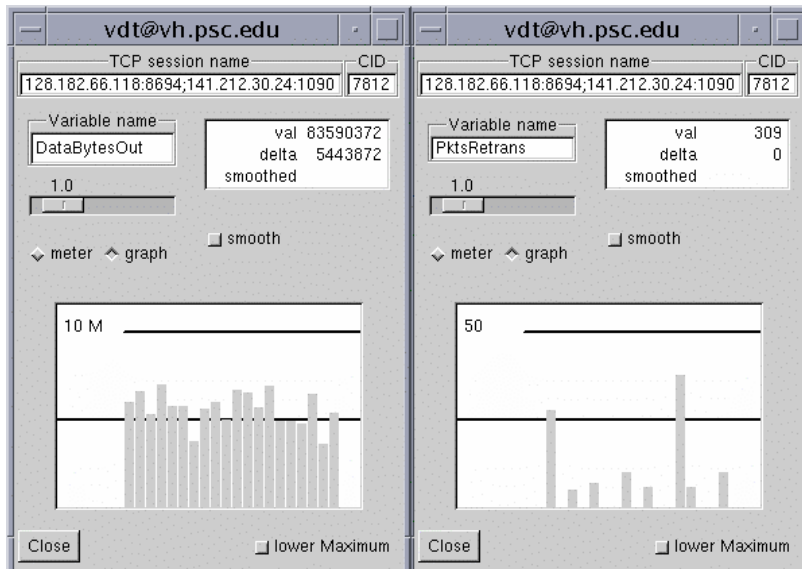 vdt@vh.psc.edu
TCP session name CID
128.182.66.118:8694;141.212.30.24:1090 7812
Variable name
DataBytesOut
val 83590372
delta 5443872
smoothed
1.0
smooth
meter graph
10 M
Close
lower Maximum
vdt@vh.psc.edu
TCP session name CID
128.182.66.118:8694;141.212.30.24:1090 7812
Variable name
PktsRetrans
val 309
delta 0
smoothed
1.0
smooth
meter graph
50
Close
lower Maximum